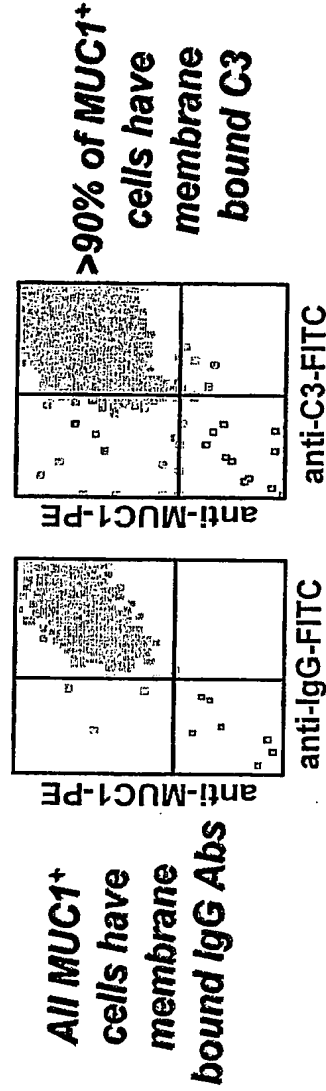 All MUC1+
cells have
membrane
bound IgG Abs
anti-MUC1-PE
anti-IgG-FITC
anti-MUC1-PE
anti-C3-FITC
>90% of MUC1+
cells have
membrane
bound C3